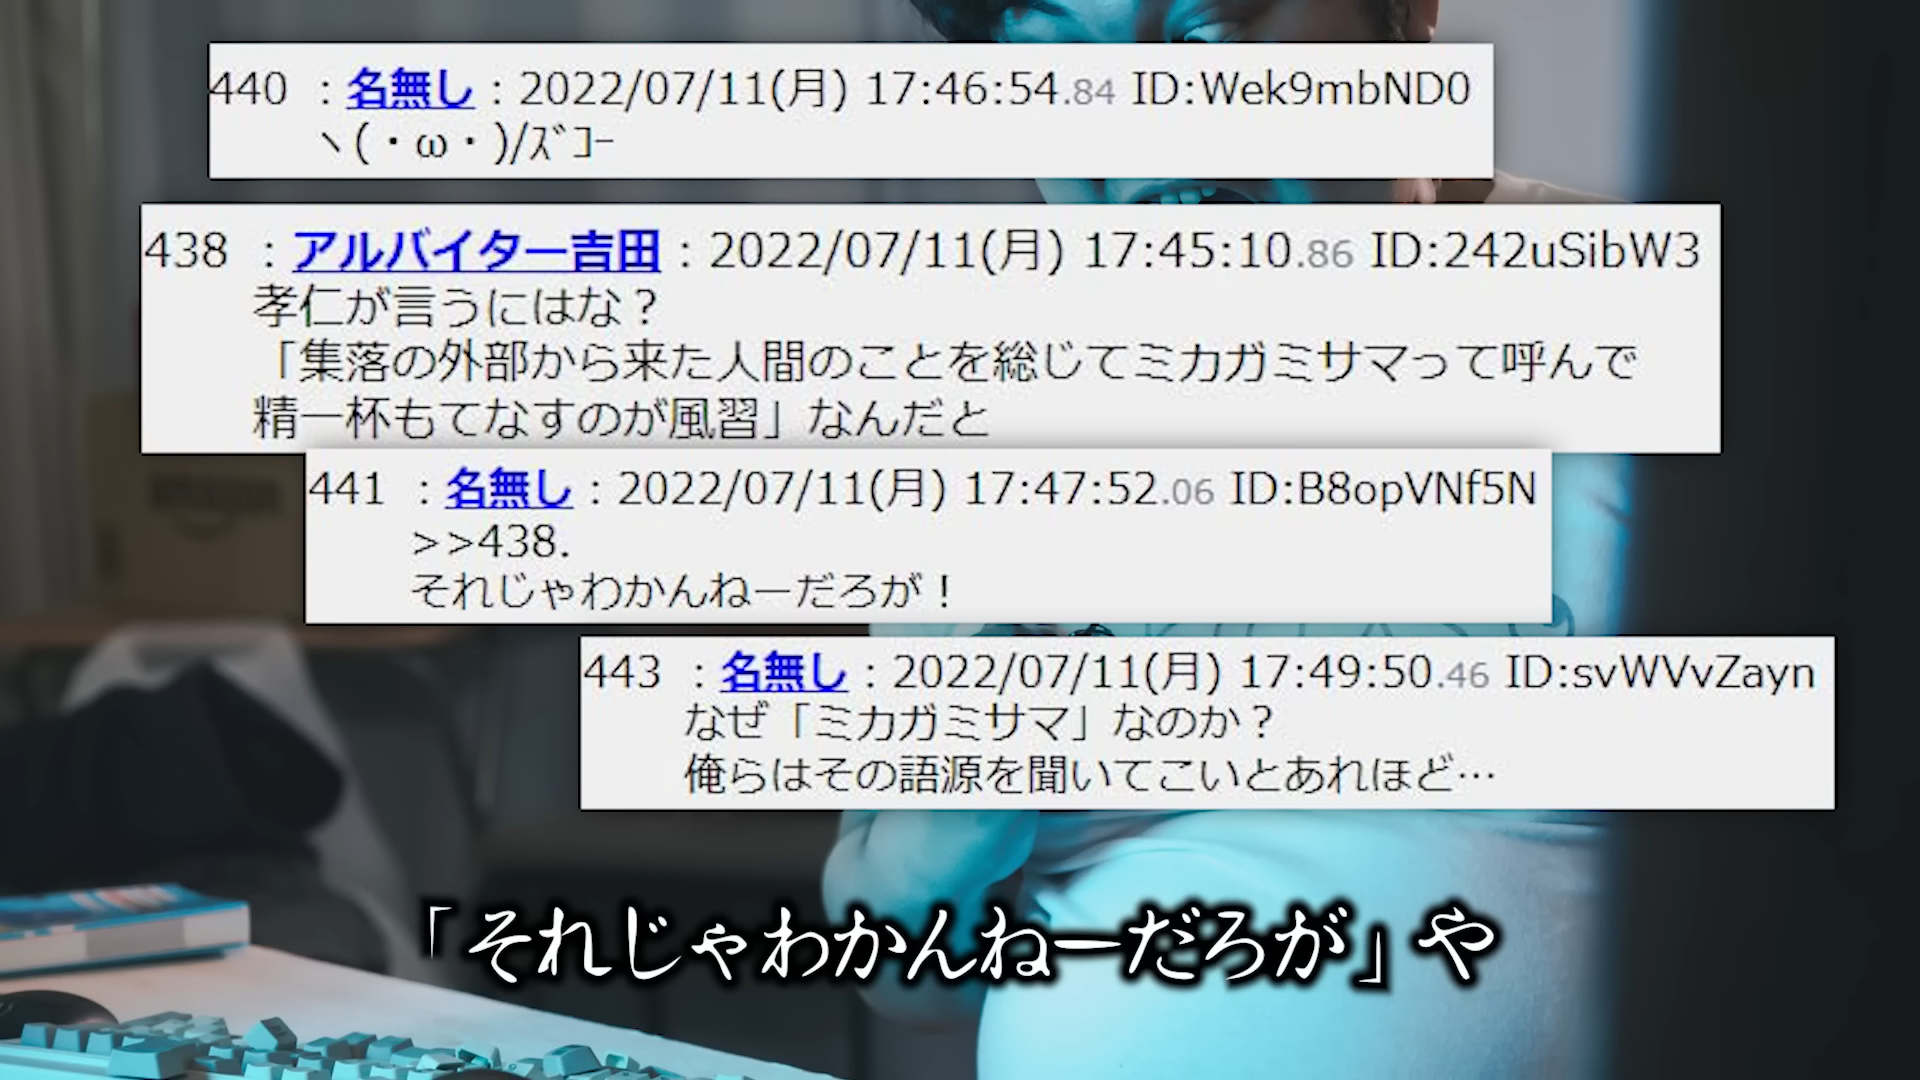 440 ：名無し：2022/07/11(月) 17:46:54.84 ID:Wek9mbND0
ヽ(・ω・)/ｽﾞｺｰ
438 ：アルバイター吉田：2022/07/11(月) 17:45:10.86 ID:242uSibW3
孝仁が言うにはな？
「集落の外部から来た人間のことを総じてミカガミサマって呼んで
精一杯もてなすのが風習」なんだと
441 ：名無し：2022/07/11(月) 17:47:52.06 ID:B8opVNf5N
>>438.
それじゃわかんねーだろが！
443 ：名無し：2022/07/11(月) 17:49:50.46 ID:svWVvZayn
なぜ「ミカガミサマ」なのか？
俺らはその語源を聞いてこいとあれほど…
「それじゃわかんねーだろが」や